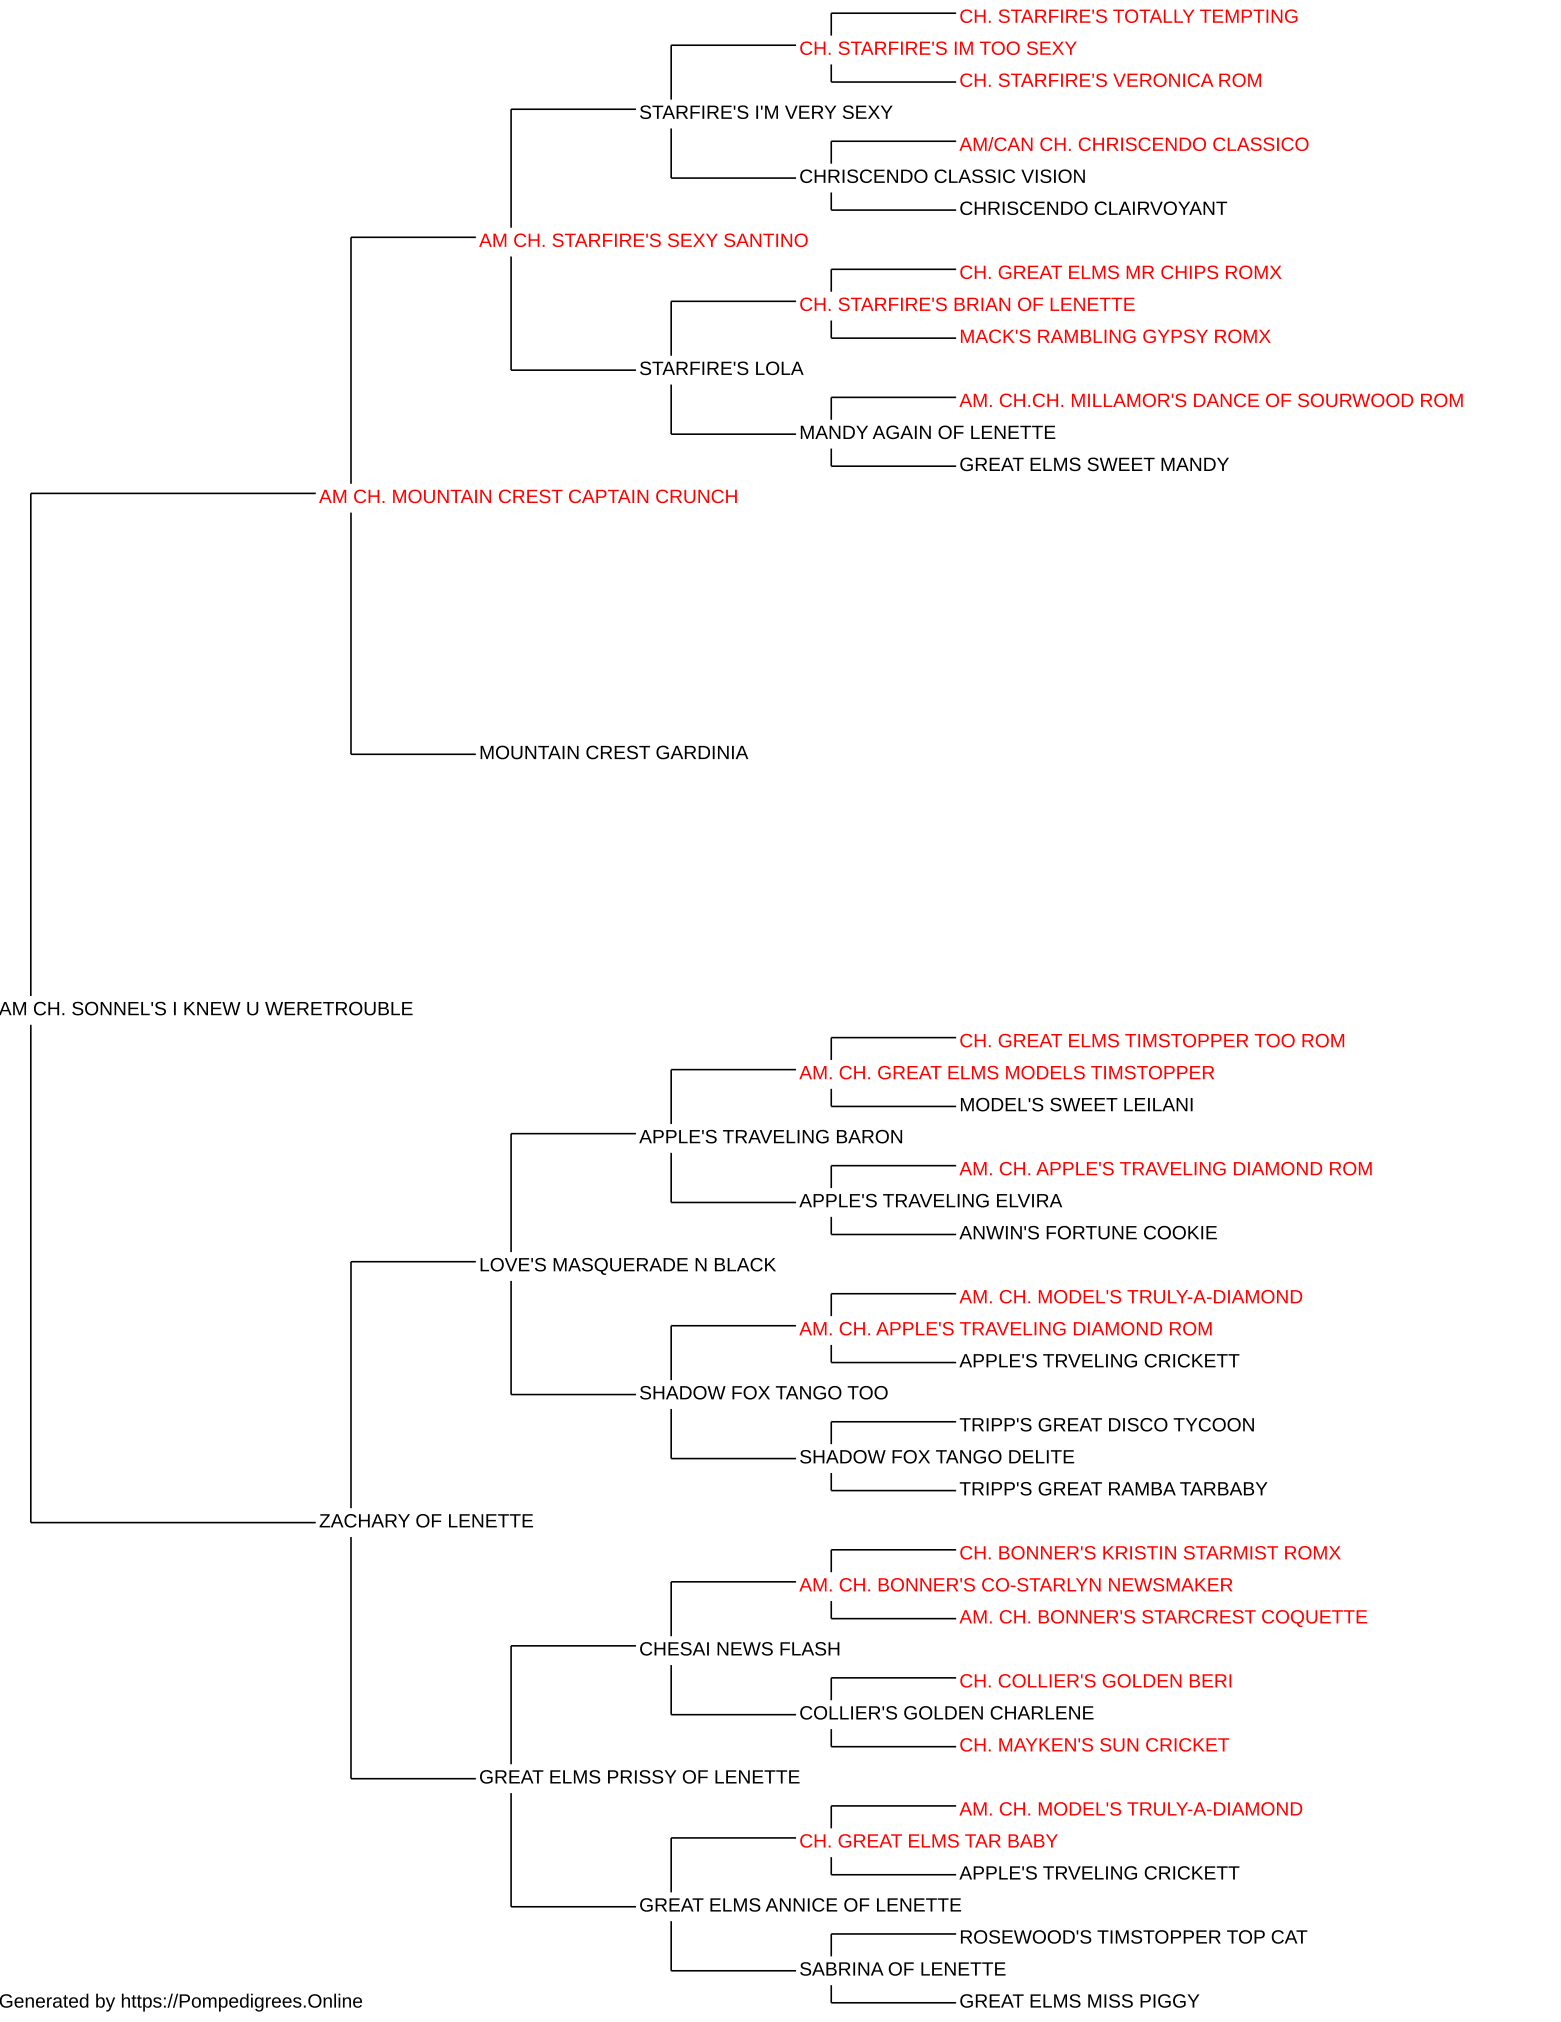 CH. STARFIRE'S TOTALLY TEMPTING
CH. STARFIRE'S IM TOO SEXY
CH. STARFIRE'S VERONICA ROM
STARFIRE'S I'M VERY SEXY
AM/CAN CH. CHRISCENDO CLASSICO
CHRISCENDO CLASSIC VISION
CHRISCENDO CLAIRVOYANT
AM CH. STARFIRE'S SEXY SANTINO
CH. GREAT ELMS MR CHIPS ROMX
CH. STARFIRE'S BRIAN OF LENETTE
MACK'S RAMBLING GYPSY ROMX
STARFIRE'S LOLA
AM. CH.CH. MILLAMOR'S DANCE OF SOURWOOD ROM
MANDY AGAIN OF LENETTE
GREAT ELMS SWEET MANDY
AM CH. MOUNTAIN CREST CAPTAIN CRUNCH
MOUNTAIN CREST GARDINIA
AM CH. SONNEL'S I KNEW U WERETROUBLE
CH. GREAT ELMS TIMSTOPPER TOO ROM
AM. CH. GREAT ELMS MODELS TIMSTOPPER
MODEL'S SWEET LEILANI
APPLE'S TRAVELING BARON
AM. CH. APPLE'S TRAVELING DIAMOND ROM
APPLE'S TRAVELING ELVIRA
ANWIN'S FORTUNE COOKIE
LOVE'S MASQUERADE N BLACK
AM. CH. MODEL'S TRULY-A-DIAMOND
AM. CH. APPLE'S TRAVELING DIAMOND ROM
APPLE'S TRVELING CRICKETT
SHADOW FOX TANGO TOO
TRIPP'S GREAT DISCO TYCOON
SHADOW FOX TANGO DELITE
TRIPP'S GREAT RAMBA TARBABY
ZACHARY OF LENETTE
CH. BONNER'S KRISTIN STARMIST ROMX
AM. CH. BONNER'S CO-STARLYN NEWSMAKER
AM. CH. BONNER'S STARCREST COQUETTE
CHESAI NEWS FLASH
CH. COLLIER'S GOLDEN BERI
COLLIER'S GOLDEN CHARLENE
CH. MAYKEN'S SUN CRICKET
GREAT ELMS PRISSY OF LENETTE
AM. CH. MODEL'S TRULY-A-DIAMOND
CH. GREAT ELMS TAR BABY
APPLE'S TRVELING CRICKETT
GREAT ELMS ANNICE OF LENETTE
ROSEWOOD'S TIMSTOPPER TOP CAT
SABRINA OF LENETTE
GREAT ELMS MISS PIGGY
Generated by https://Pompedigrees.Online